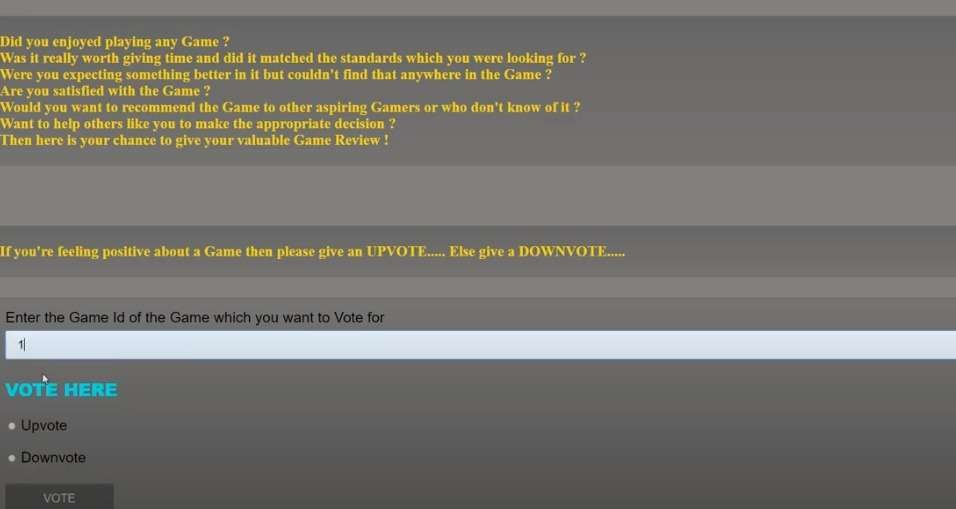 Did you enjoyed playing any Game ?
Was it really worth giving time and did it matched the standards which you were looking for ?
Were you expecting something better in it but couldn't find that anywhere in the Game ?
Are you satisfied with the Game ?
Would you want to recommend the Game to other aspiring Gamers or who don't know of it ?
Want to help others like you to make the appropriate decision ?
Then here is your chance to give your valuable Game Review !
If you're feeling positive about a Game then please give an UPVOTE..... Else give a DOWNVOTE.....
Enter the Game Id of the Game which you want to Vote for
1
VOTE HERE
Upvote
Downvote
VOTE